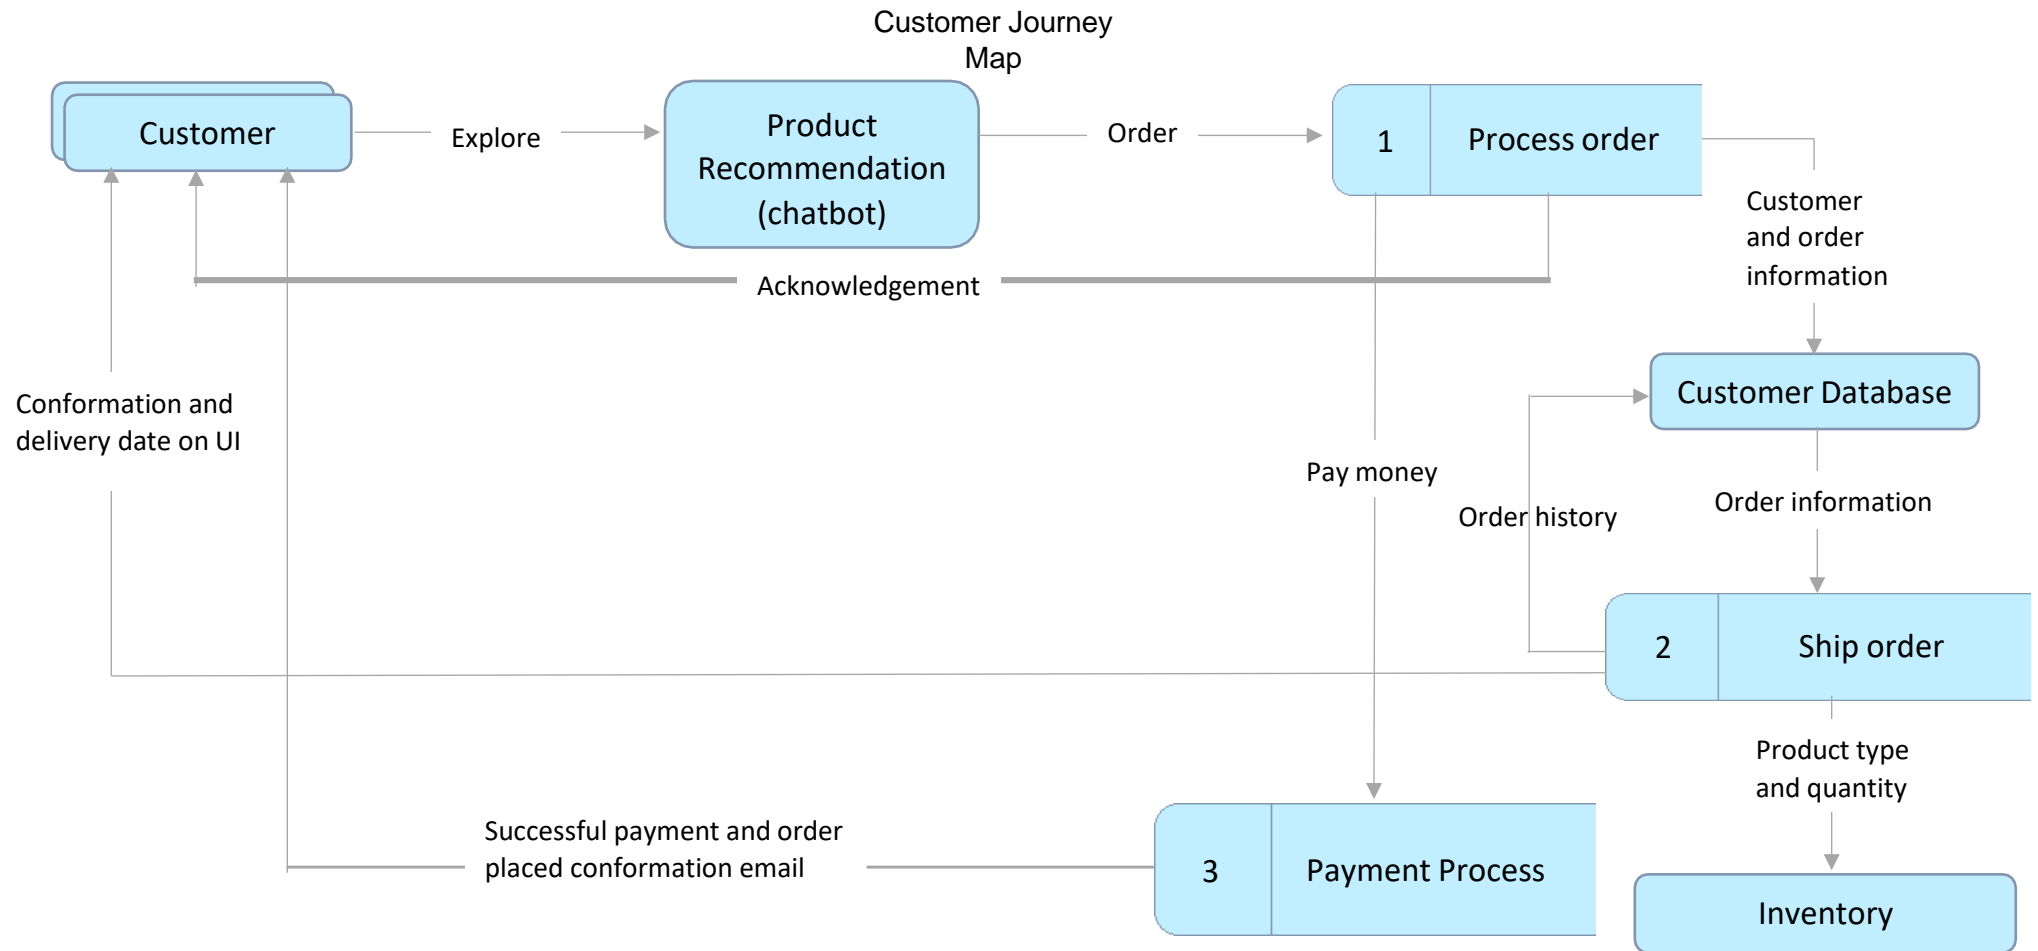 Customer Journey
Map
Customer
Explore
Product
Recommendation
(chatbot)
Order
1
Process order
Customer
and order
information
Acknowledgement
Customer Database
Conformation and
delivery date on UI
Pay money
Order history
Order information
2
Ship order
Product type
and quantity
Successful payment and order
placed conformation email
3
Payment Process
Inventory